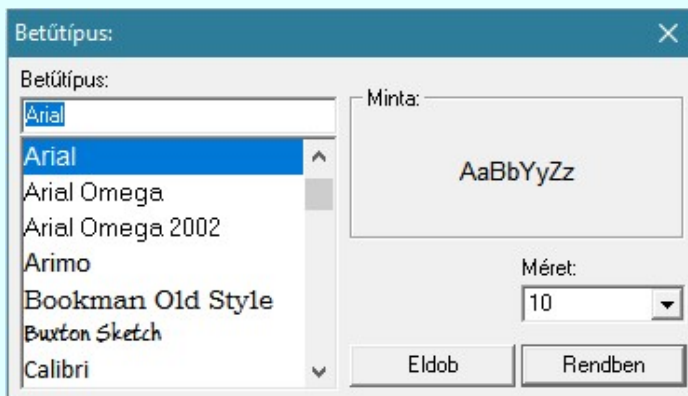 Betűtípus:
Betűtípus:
Arial
Arial
Arial Omega
Arial Omega 2002
Arimo
Bookman Old Style
Buxton Sketch
Calibri
Minta:
AaBbYyZz
Méret:
10
Eldob
Rendben